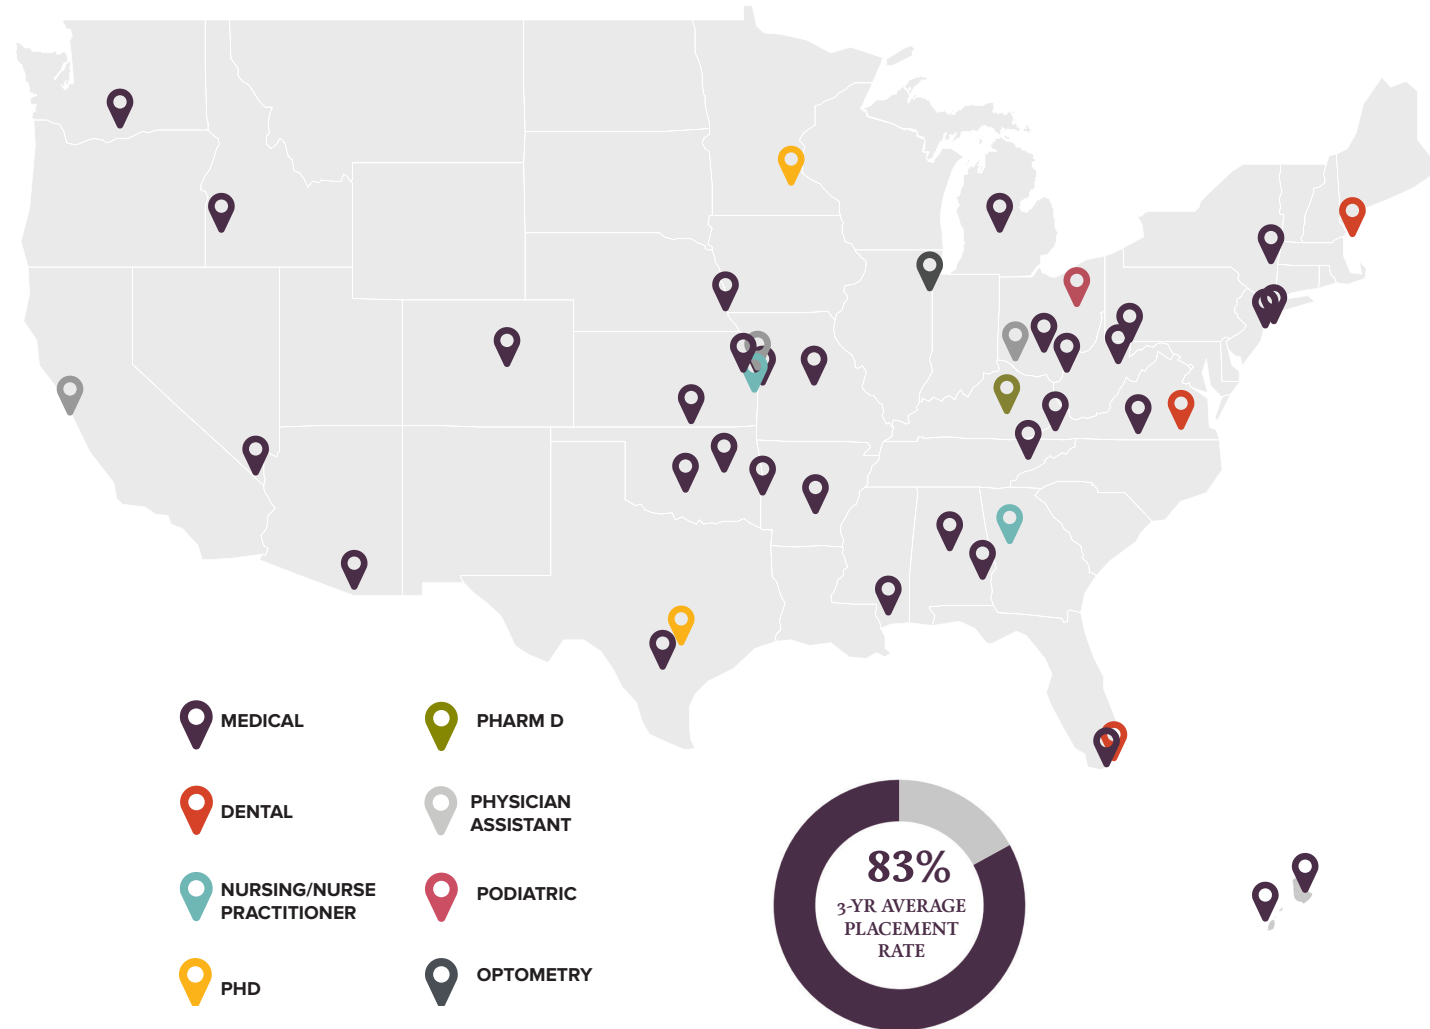 MEDICAL
DENTAL
NURSING/NURSE
PRACTITIONER
PHD
PHARM D
PHYSICIAN
ASSISTANT
PODIATRIC
OPTOMETRY
83%
3-YR AVERAGE
PLACEMENT
RATE